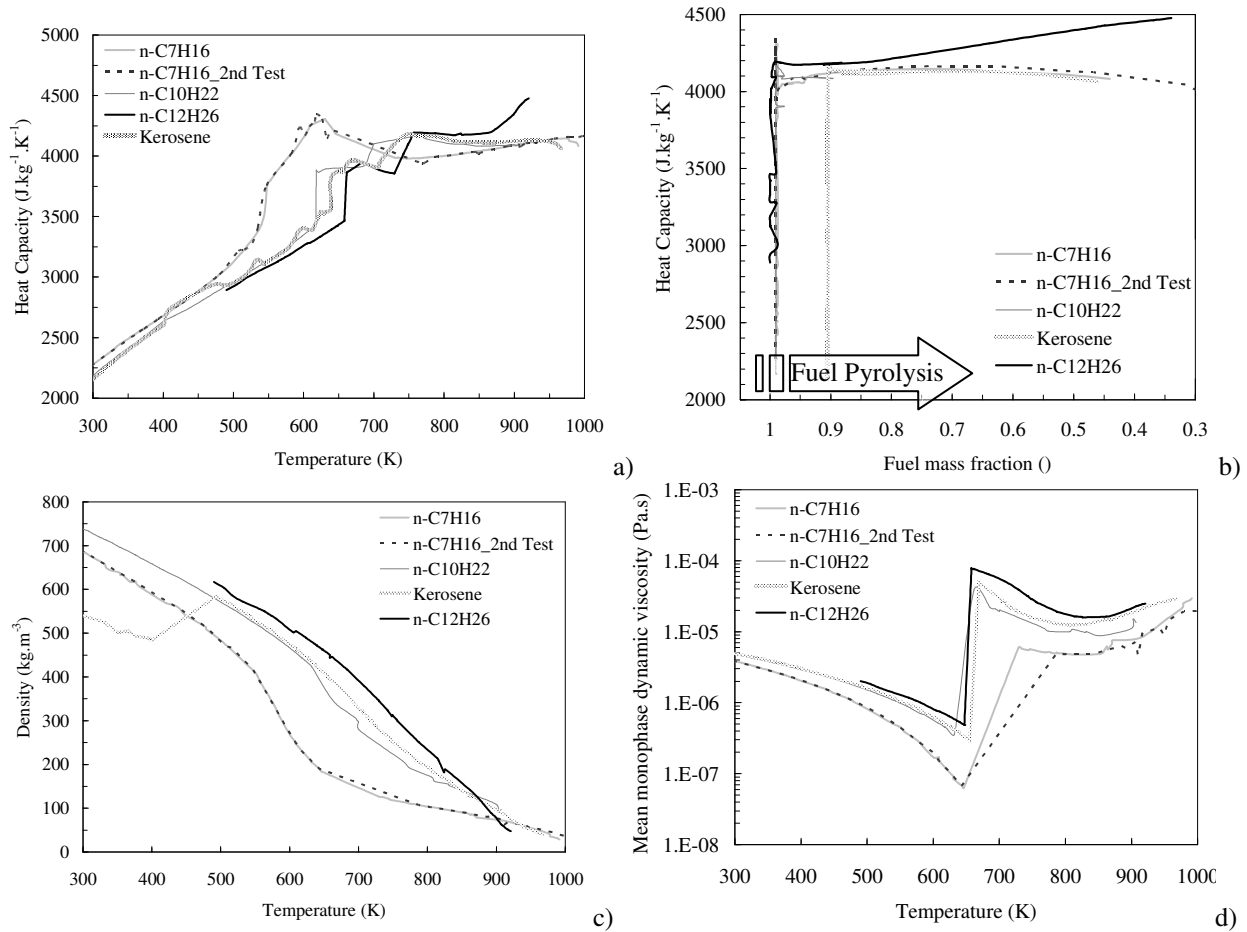 5000
4500
4000
3500
3000
2500
2000
Heat Capacity (J.kg⁻¹.K⁻¹)
n-C7H16
n-C7H16_2nd Test
n-C10H22
n-C12H26
Kerosene
300 400 500 600 700 800 900 1000
Temperature (K)
a)
4500
4000
3500
3000
2500
2000
Heat Capacity (J.kg⁻¹.K⁻¹)
n-C7H16
n-C7H16_2nd Test
n-C10H22
Kerosene
n-C12H26
Fuel Pyrolysis
1 0.9 0.8 0.7 0.6 0.5 0.4 0.3
Fuel mass fraction ()
b)
800
700
600
500
400
300
200
100
0
Density (kg.m⁻³)
n-C7H16
n-C7H16_2nd Test
n-C10H22
Kerosene
n-C12H26
300 400 500 600 700 800 900 1000
Temperature (K)
c)
1.E-03
1.E-04
1.E-05
1.E-06
1.E-07
1.E-08
Mean monophase dynamic viscosity (Pa.s)
n-C7H16
n-C7H16_2nd Test
n-C10H22
Kerosene
n-C12H26
300 400 500 600 700 800 900 1000
Temperature (K)
d)